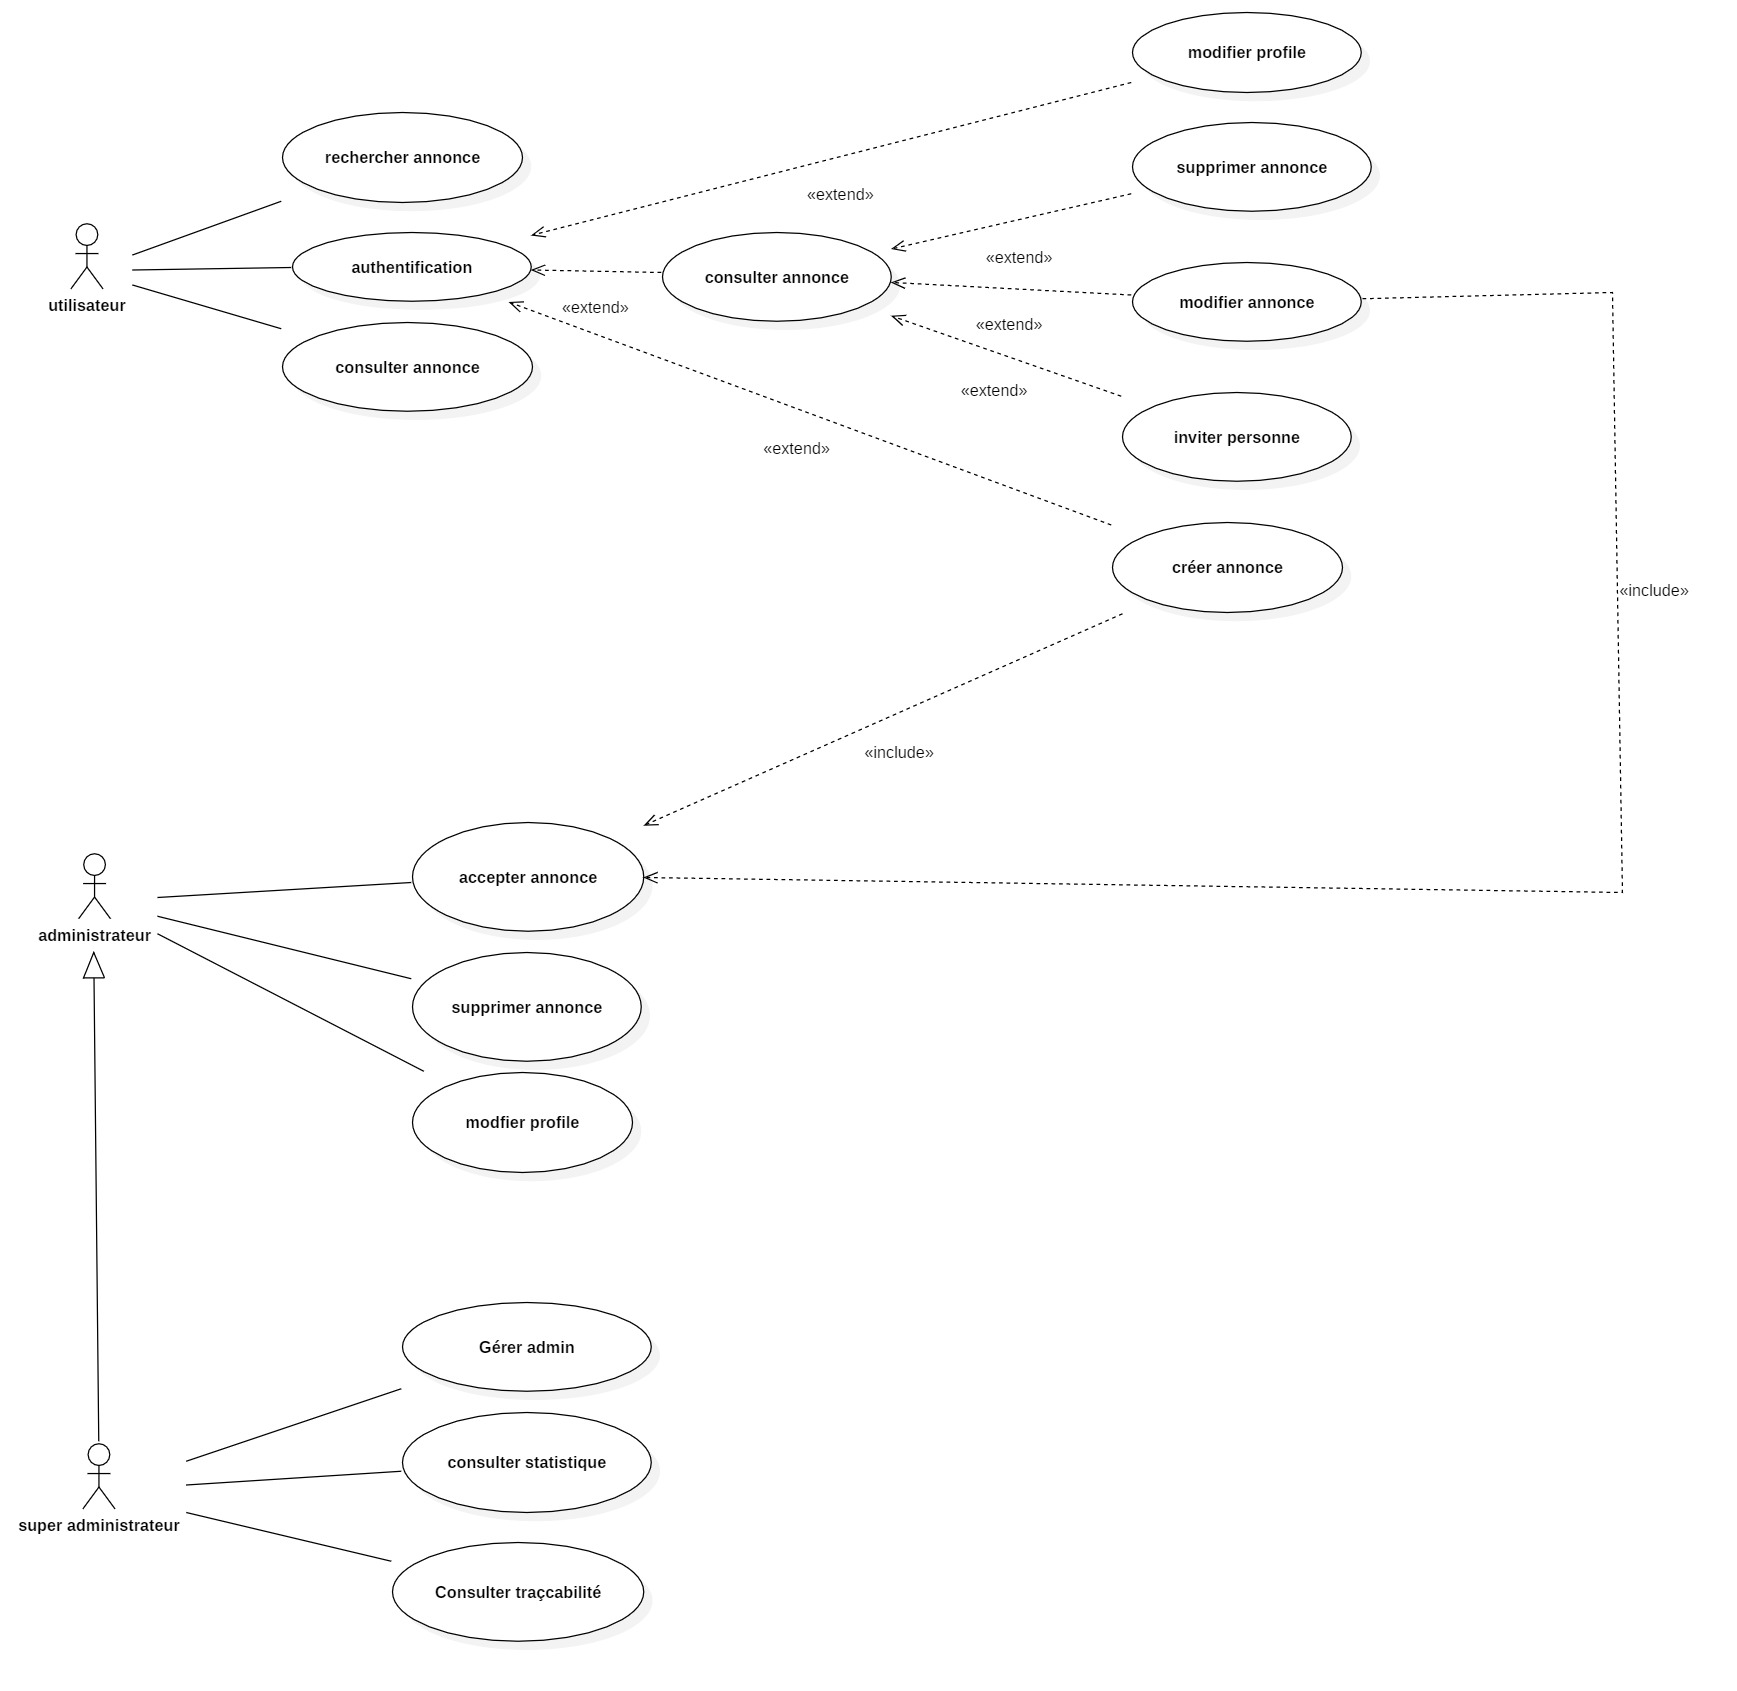 modifier profile
rechercher annonce
supprimer annonce
«extend»
«extend»
authentification
consulter annonce
utilisateur
«extend»
modifier annonce
«extend»
consulter annonce
«extend»
inviter personne
«extend»
créer annonce
«include»
«include»
accepter annonce
administrateur
supprimer annonce
modfier profile
Gérer admin
consulter statistique
super administrateur
Consulter traçcabilité